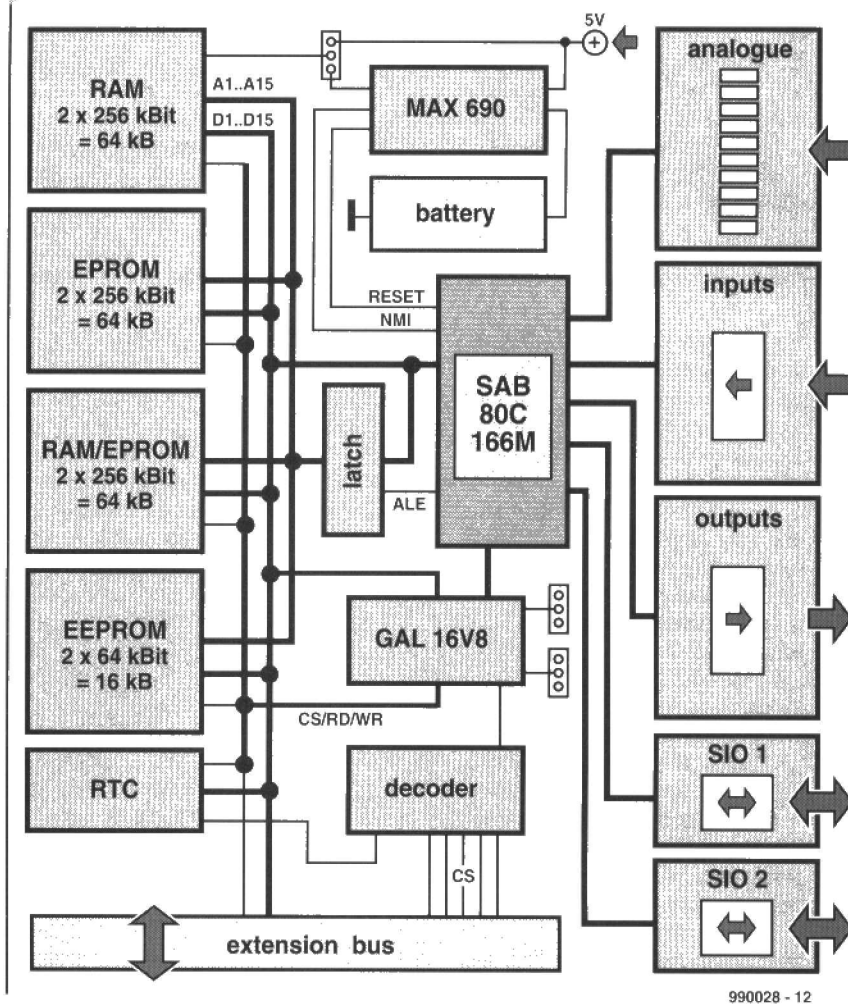 RAM
2 x 256 kBit
= 64 kB
A1..A15
D1..D15
5V
MAX 690
battery
analogue
EPROM
2 x 256 kBit
= 64 kB
inputs
RESET
NMI
SAB
80C
166M
RAM/EPROM
2 x 256 kBit
= 64 kB
latch
ALE
outputs
EEPROM
2 x 64 kBit
= 16 kB
GAL 16V8
CS/RD/WR
RTC
decoder
SIO 1
CS
SIO 2
extension bus
990028 - 12